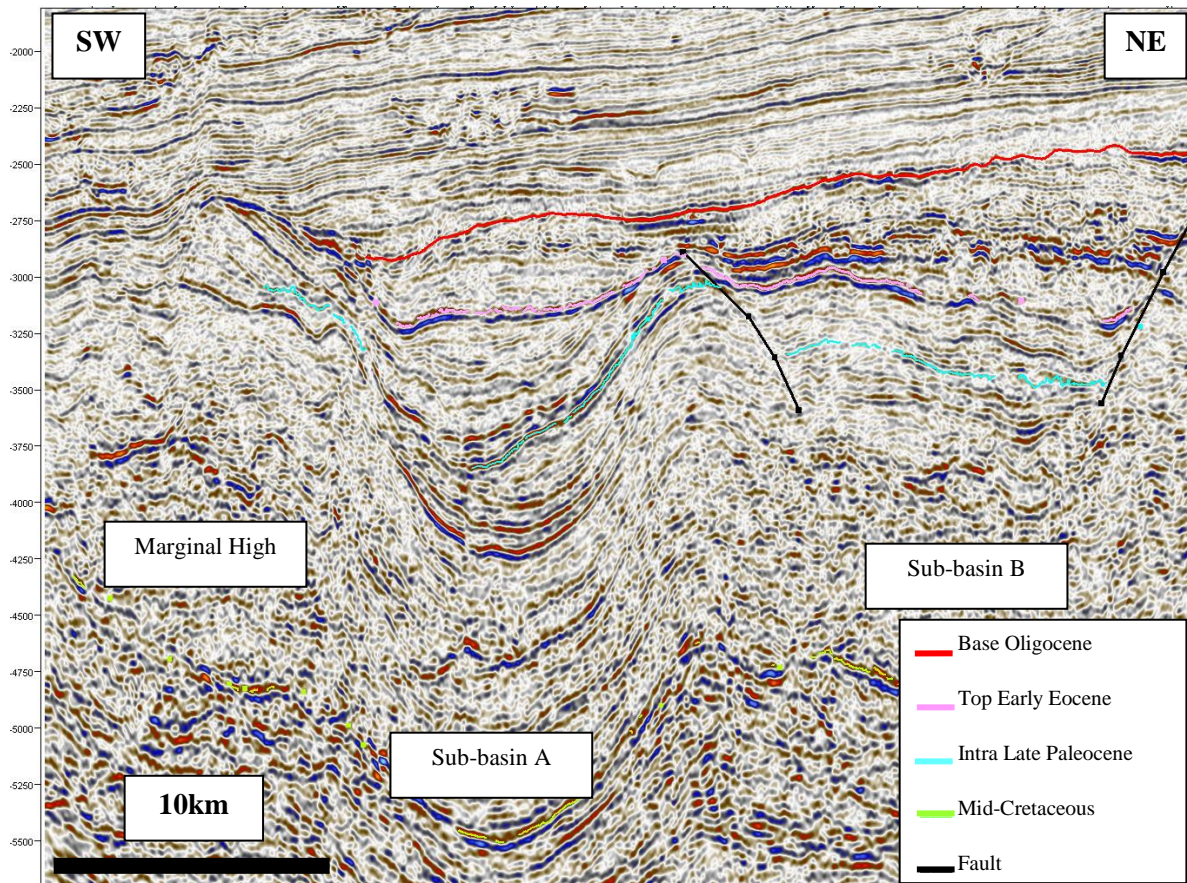 SW
NE
-2000
-2250
-2500
-2750
-3000
-3250
-3500
-3750
-4000
-4250
-4500
-4750
-5000
-5250
-5500
Marginal High
Sub-basin B
Sub-basin A
10km
Base Oligocene
Top Early Eocene
Intra Late Paleocene
Mid-Cretaceous
Fault